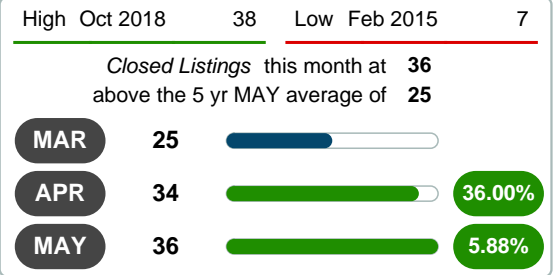 High Oct 2018 38 Low Feb 2015 7
Closed Listings this month at 36
above the 5 yr MAY average of 25
MAR 25
APR 34 36.00%
MAY 36 5.88%